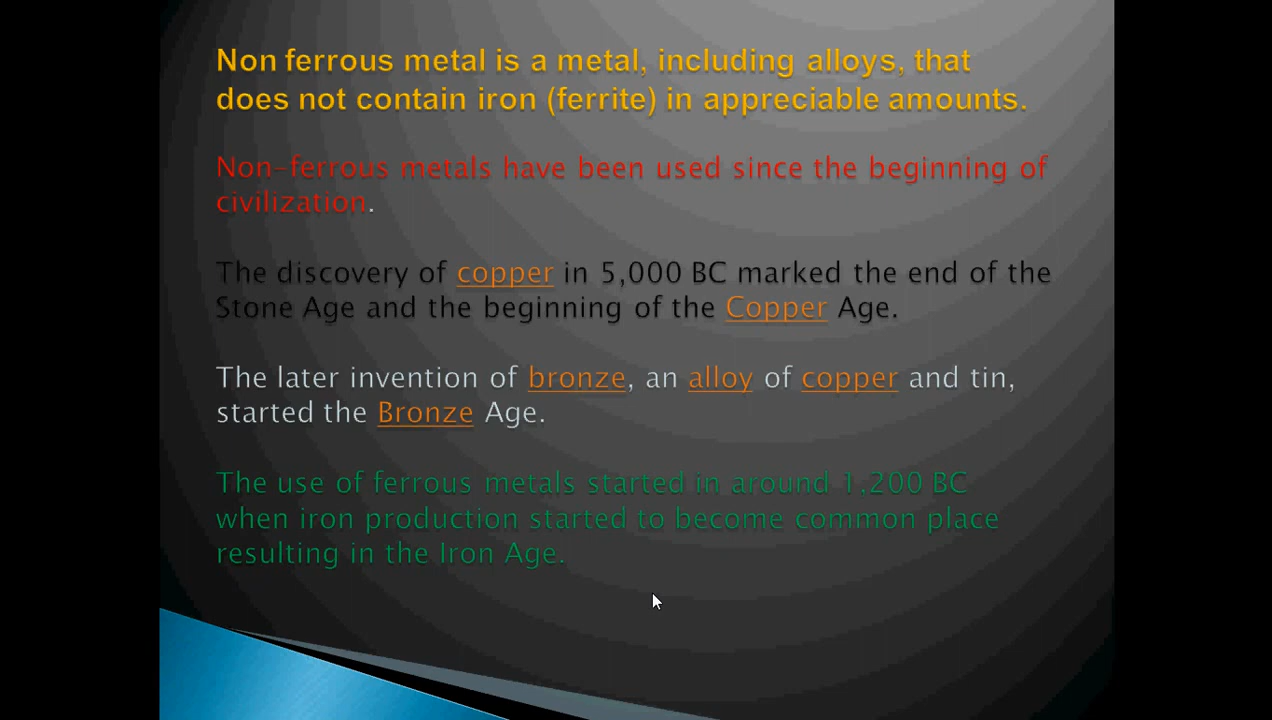 Non ferrous metal is a metal, including alloys, that
does not contain iron (ferrite) in appreciable amounts.
Non-ferrous metals have been used since the beginning of
civilization.
The discovery of copper in 5,000 BC marked the end of the
Stone Age and the beginning of the Copper Age.
The later invention of bronze, an alloy of copper and tin,
started the Bronze Age.
The use of ferrous metals started in around 1,200 BC
when iron production started to become common place
resulting in the Iron Age.